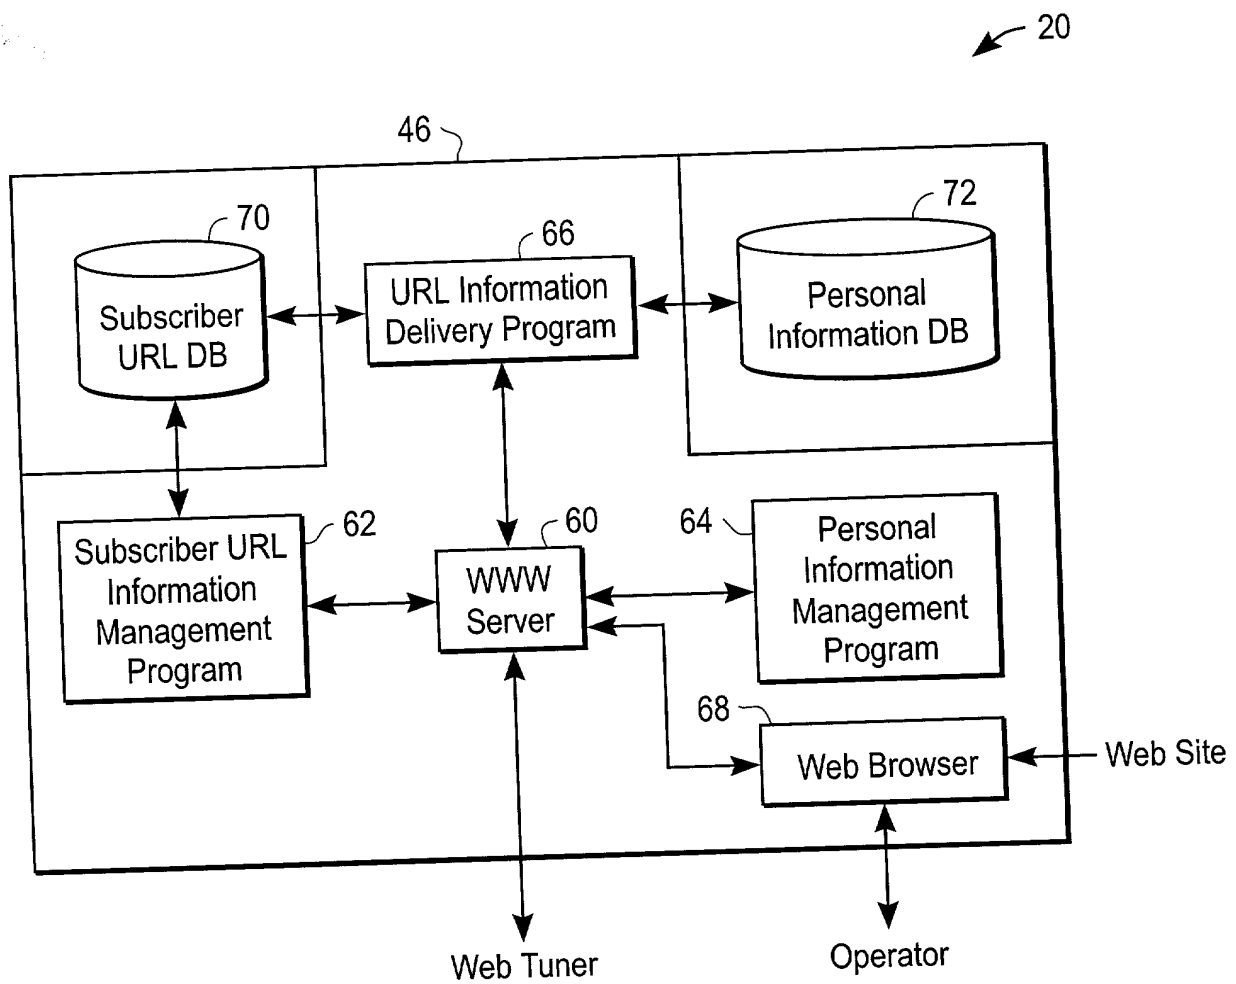 20
46
70
Subscriber
URL DB
66
URL Information
Delivery Program
72
Personal
Information DB
62
Subscriber URL
Information
Management
Program
60
WWW
Server
64
Personal
Information
Management
Program
68
Web Browser
Web Site
Web Tuner
Operator